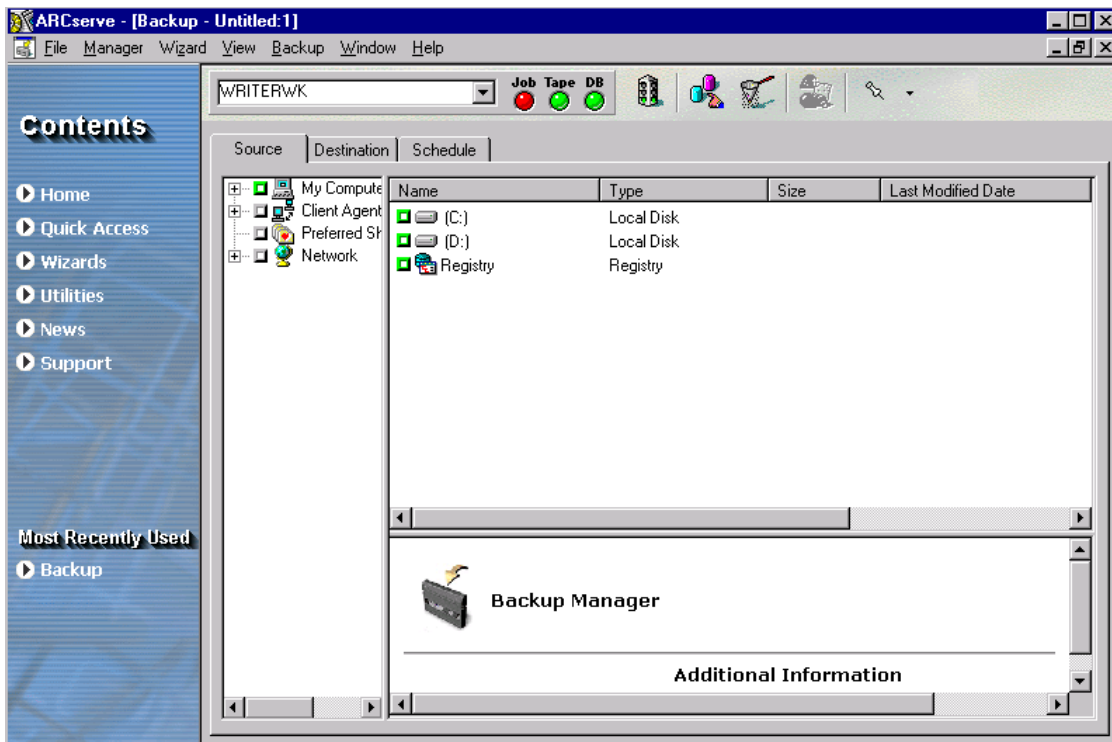 ARCserve - [Backup - Untitled:1]
File Manager Wizard View Backup Window Help
WRITERWK
Job Tape DB
Contents
Home
Quick Access
Wizards
Utilities
News
Support
Most Recently Used
Backup
Source Destination Schedule
My Compute
Client Agent
Preferred Sh
Network
Name Type Size Last Modified Date
(C:) Local Disk
(D:) Local Disk
Registry Registry
Backup Manager
Additional Information